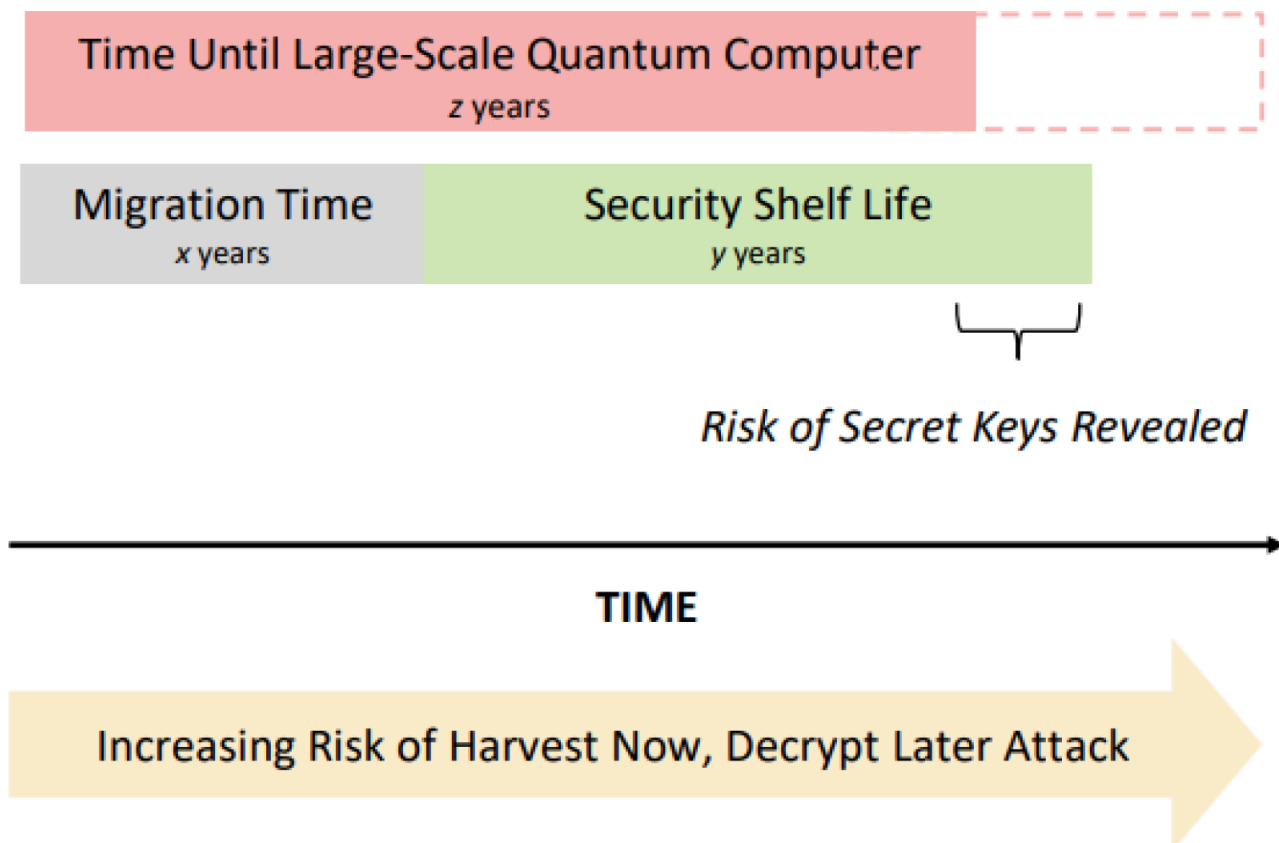 Time Until Large-Scale Quantum Computer
z years
Migration Time
x years
Security Shelf Life
y years
Risk of Secret Keys Revealed
TIME
Increasing Risk of Harvest Now, Decrypt Later Attack